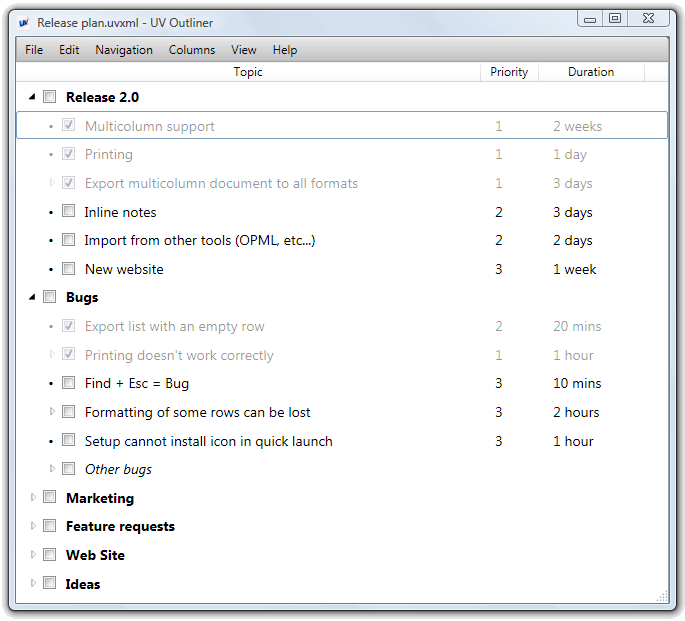 Release plan.uvxml - UV Outliner
File Edit Navigation Columns View Help
Topic Priority Duration
Release 2.0
Multicolumn support 1 2 weeks
Printing 1 1 day
Export multicolumn document to all formats 1 3 days
Inline notes 2 3 days
Import from other tools (OPML, etc...) 2 2 days
New website 3 1 week
Bugs
Export list with an empty row 2 20 mins
Printing doesn't work correctly 1 1 hour
Find + Esc = Bug 3 10 mins
Formatting of some rows can be lost 3 2 hours
Setup cannot install icon in quick launch 3 1 hour
Other bugs
Marketing
Feature requests
Web Site
Ideas